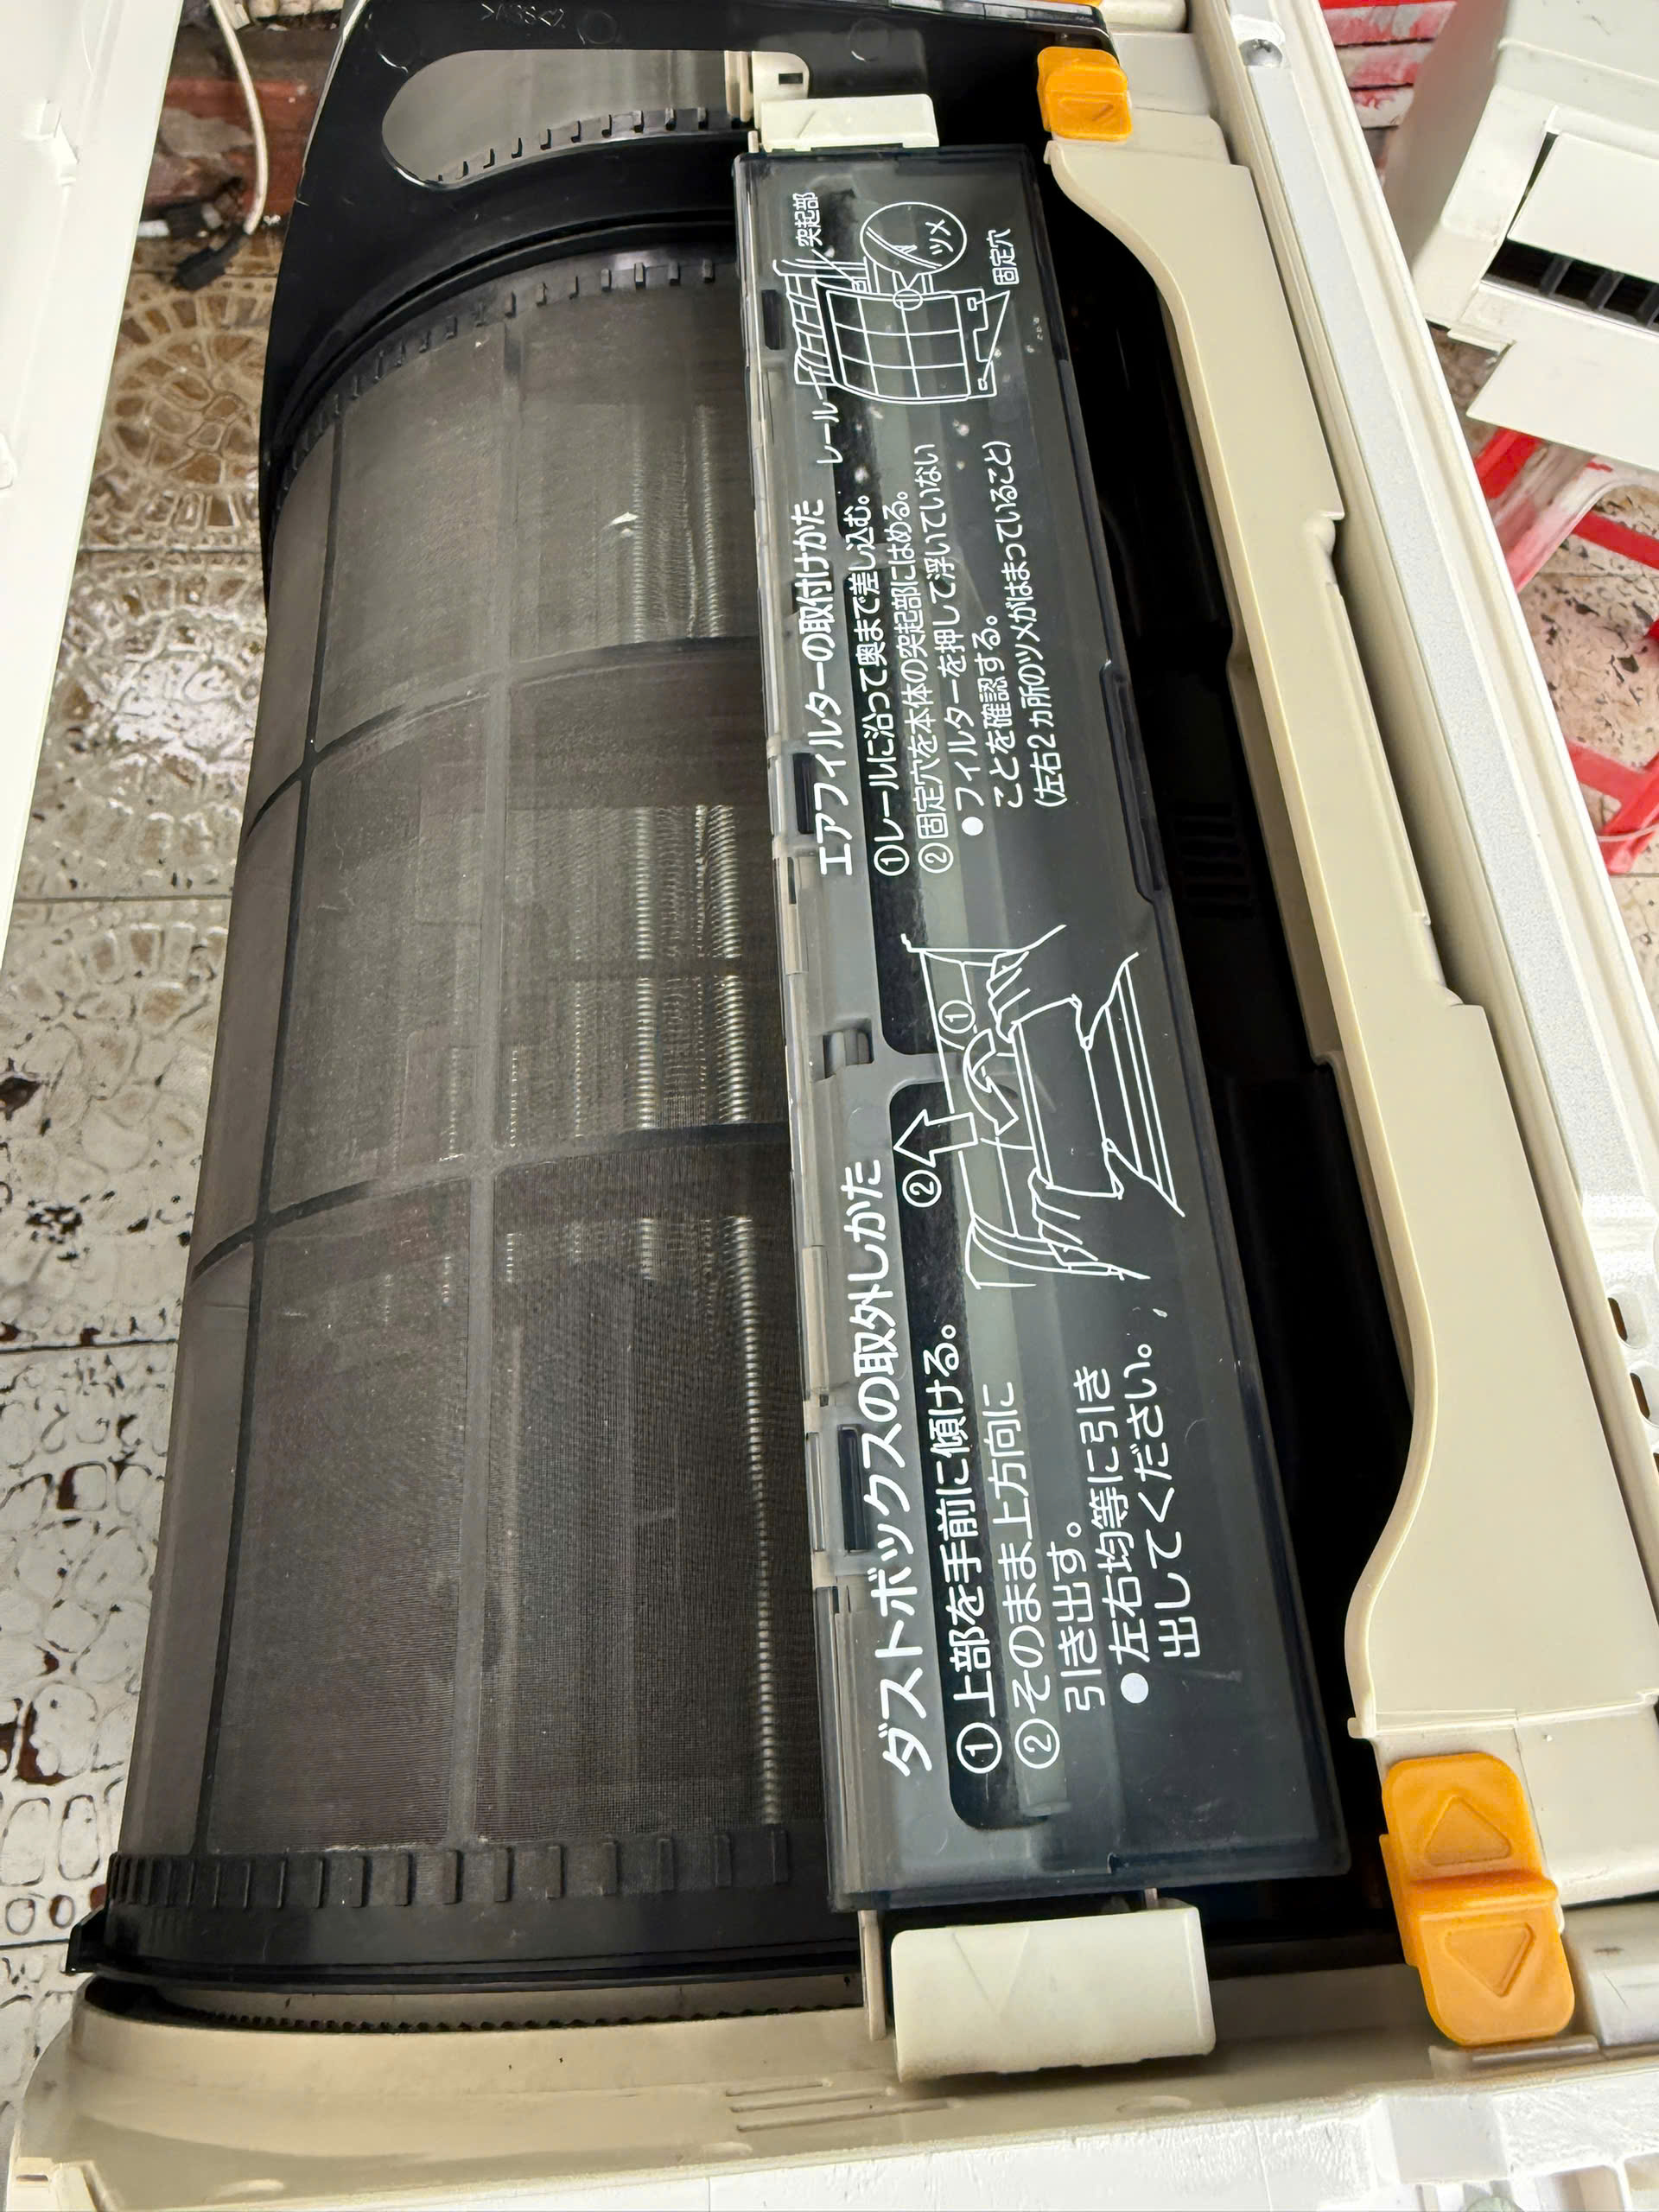 ダストボックスの取外しかた
①上部を手前に傾ける。
②そのまま上方向に
引き出す。
●左右均等に引き
出してください。
②
①
エアフィルターの取付けかた
①レールに沿って奥まで差し込む。
②固定穴を本体の突起部にはめる。
●フィルターを押して浮いていない
ことを確認する。
(左右2ヵ所のツメがはまっていること)
レール
突起部
ツメ
固定穴
>ABS<